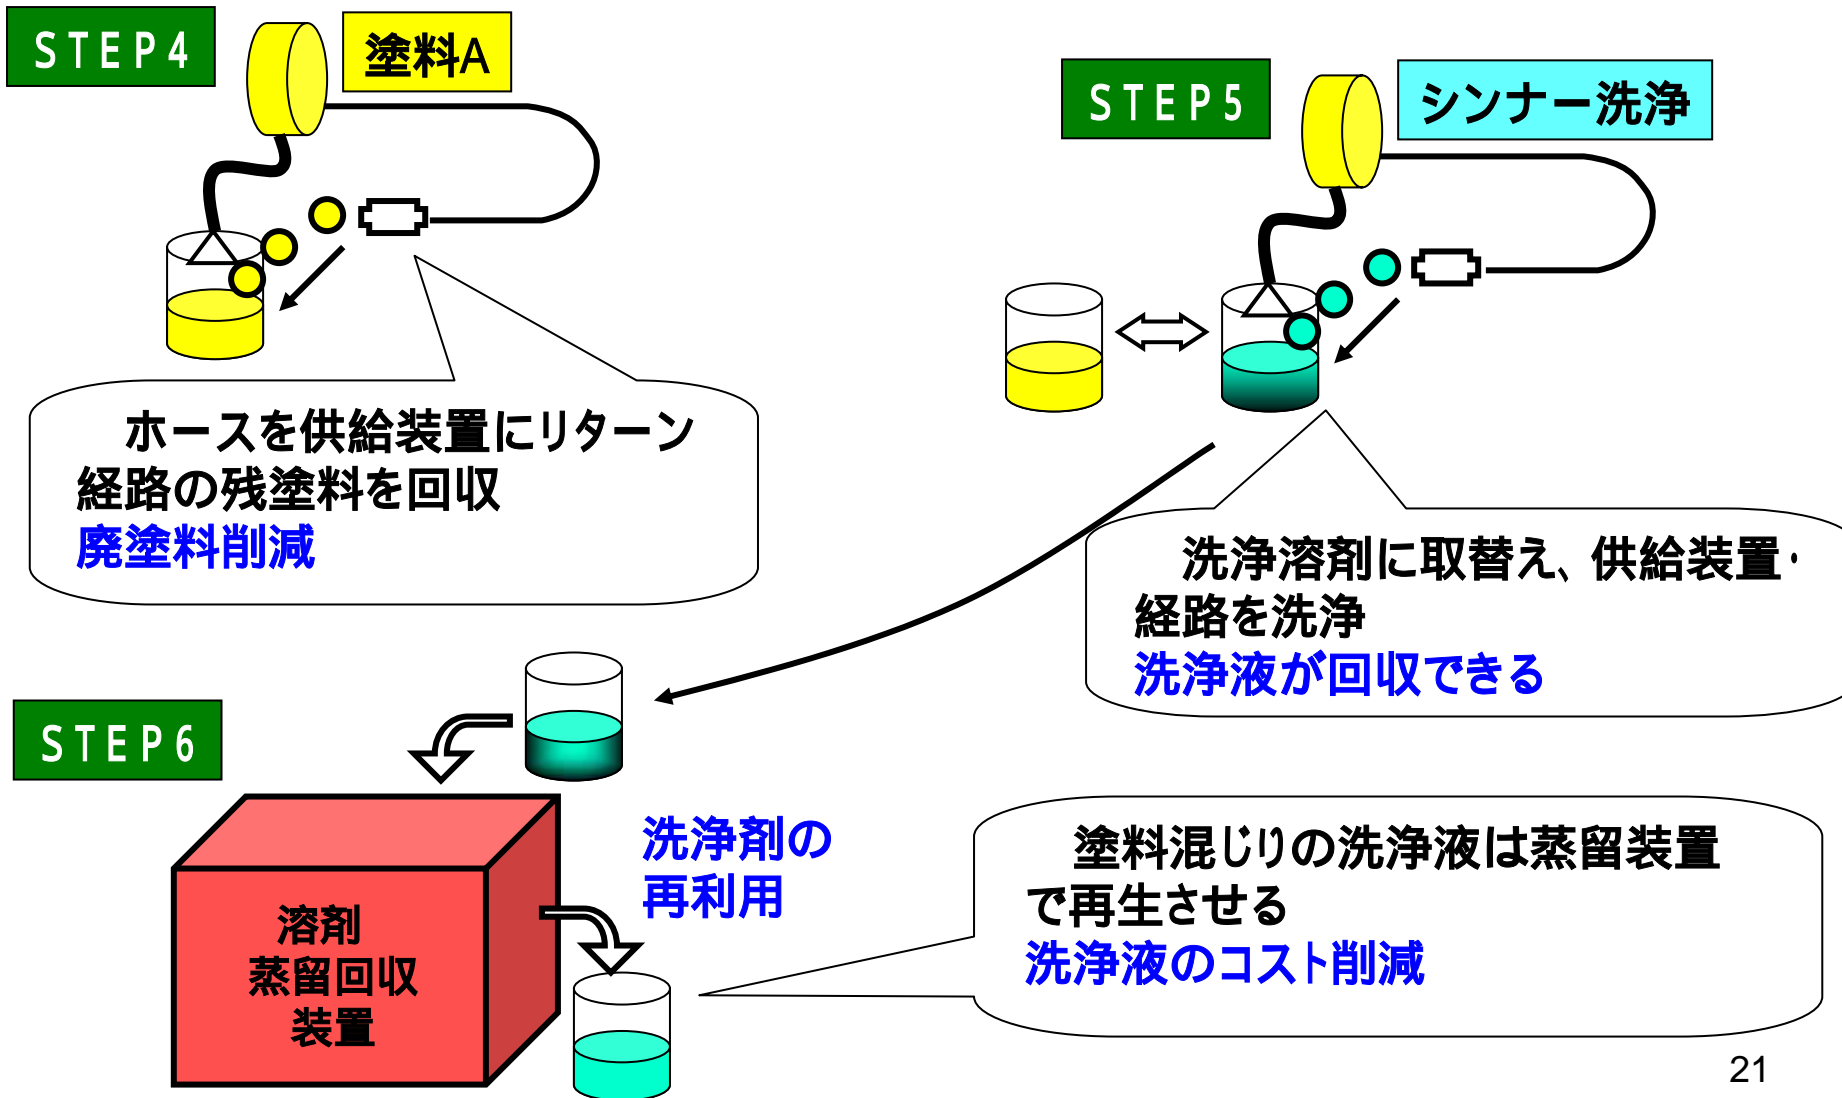 STEP4
塗料A
STEP5
シンナー洗浄
ホースを供給装置にリターン
経路の残塗料を回収
廃塗料削減
洗浄溶剤に取替え、供給装置・
経路を洗浄
洗浄液が回収できる
STEP6
洗浄剤の
再利用
溶剤
蒸留回収
装置
塗料混じりの洗浄液は蒸留装置
で再生させる
洗浄液のコスト削減
21